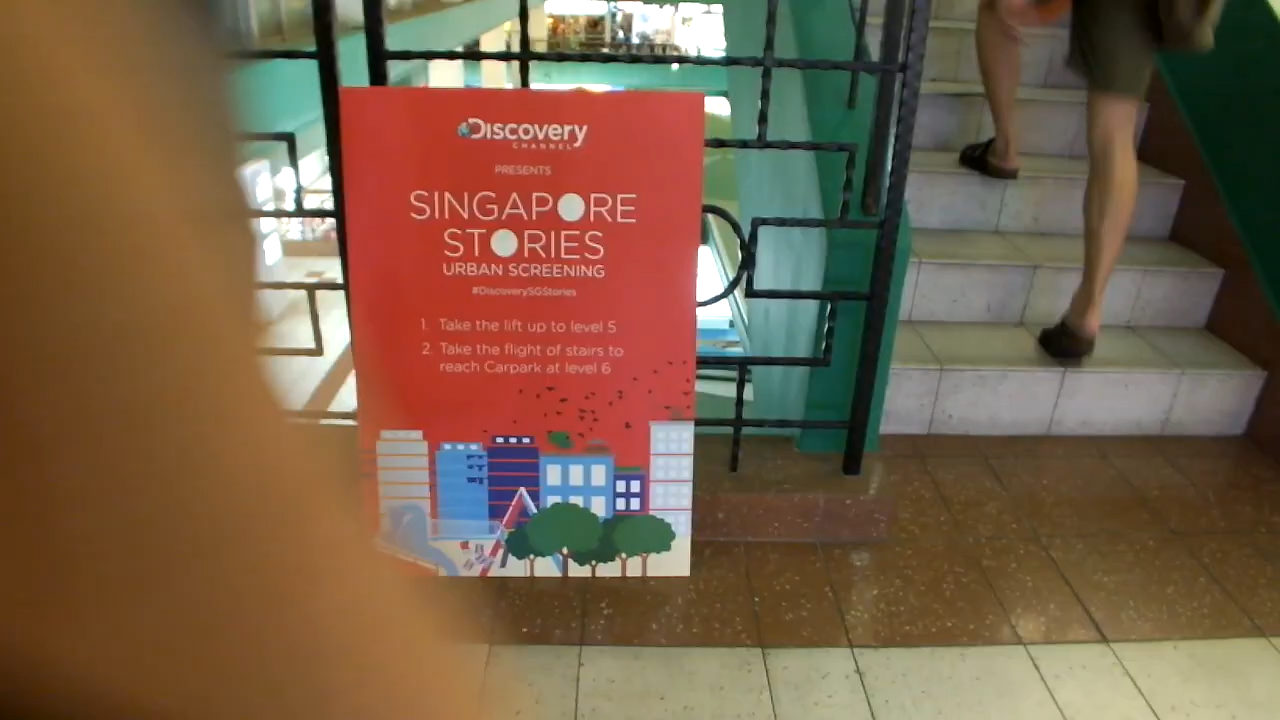 Discovery
CHANNEL
PRESENTS
SINGAPORE
STORIES
URBAN SCREENING
#DiscoverySGStories
1. Take the lift up to level 5
2. Take the flight of stairs to
reach Carpark at level 6